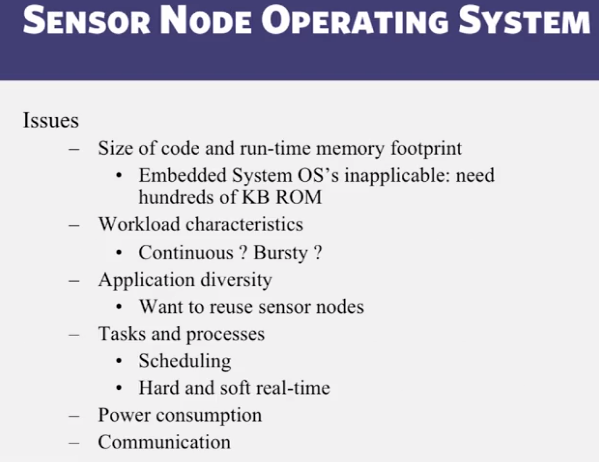 SENSOR NODE OPERATING SYSTEM
Issues
– Size of code and run-time memory footprint
• Embedded System OS's inapplicable: need
hundreds of KB ROM
– Workload characteristics
• Continuous ? Bursty ?
– Application diversity
• Want to reuse sensor nodes
– Tasks and processes
• Scheduling
• Hard and soft real-time
– Power consumption
– Communication